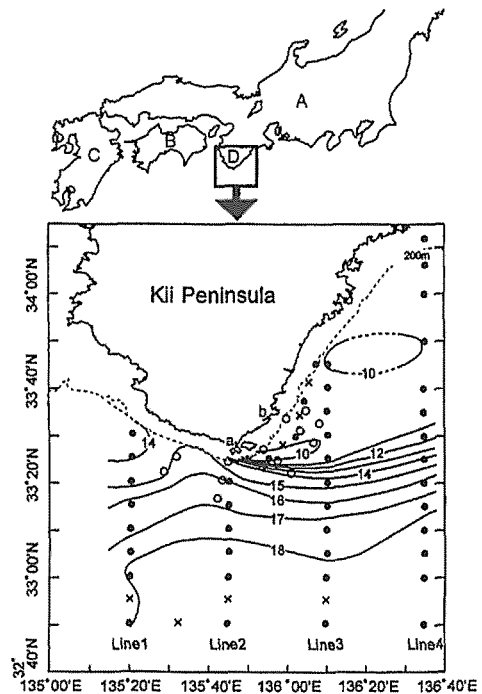 A
B
C
D
200m
34°00'N
Kii Peninsula
10
33°40'N
b
a
14
10
12
14
33°20'N
15
16
17
18
33°00'N
Line1 Line2 Line3 Line4
32°40'N
135°00'E 135°20'E 135°40'E 136°00'E 136°20'E 136°40'E